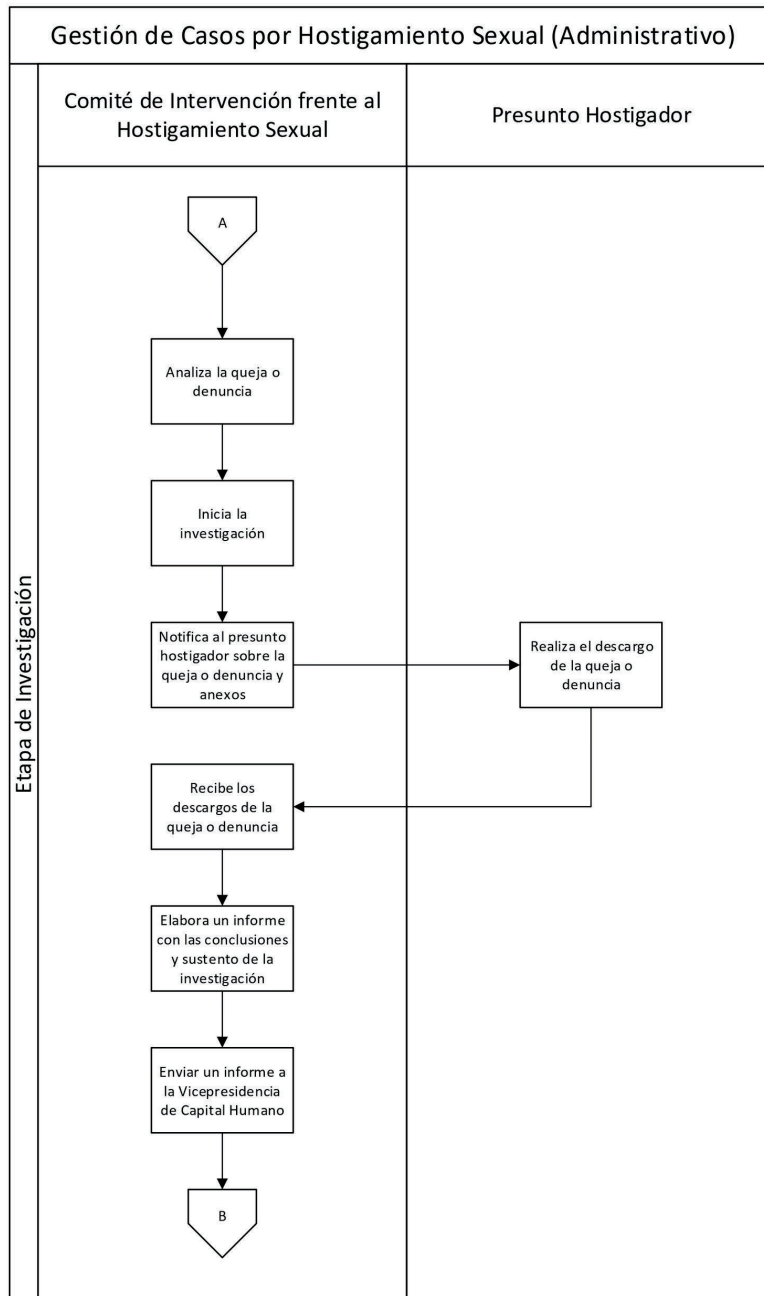 Gestión de Casos por Hostigamiento Sexual (Administrativo)
Comité de Intervención frente al
Hostigamiento Sexual
Presunto Hostigador
Etapa de Investigación
A
Analiza la queja o
denuncia
Inicia la
investigación
Notifica al presunto
hostigador sobre la
queja o denuncia y
anexos
Realiza el descargo
de la queja o
denuncia
Recibe los
descargos de la
queja o denuncia
Elabora un informe
con las conclusiones
y sustento de la
investigación
Enviar un informe a
la Vicepresidencia
de Capital Humano
B